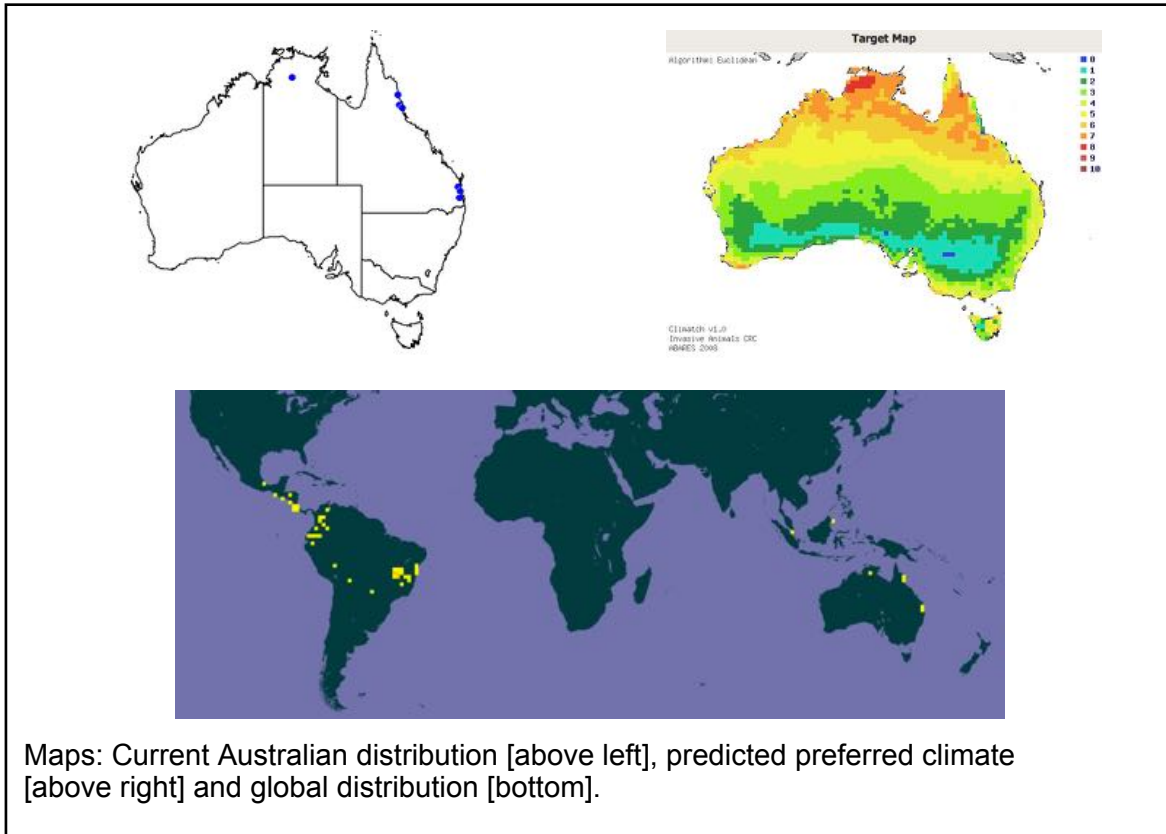 Target Map
Algorithm: Euclidean
0
1
2
3
4
5
6
7
8
9
10
Climatch v1.0
Invasive Animals CRC
ABARES 2008
Maps: Current Australian distribution [above left], predicted preferred climate
[above right] and global distribution [bottom].